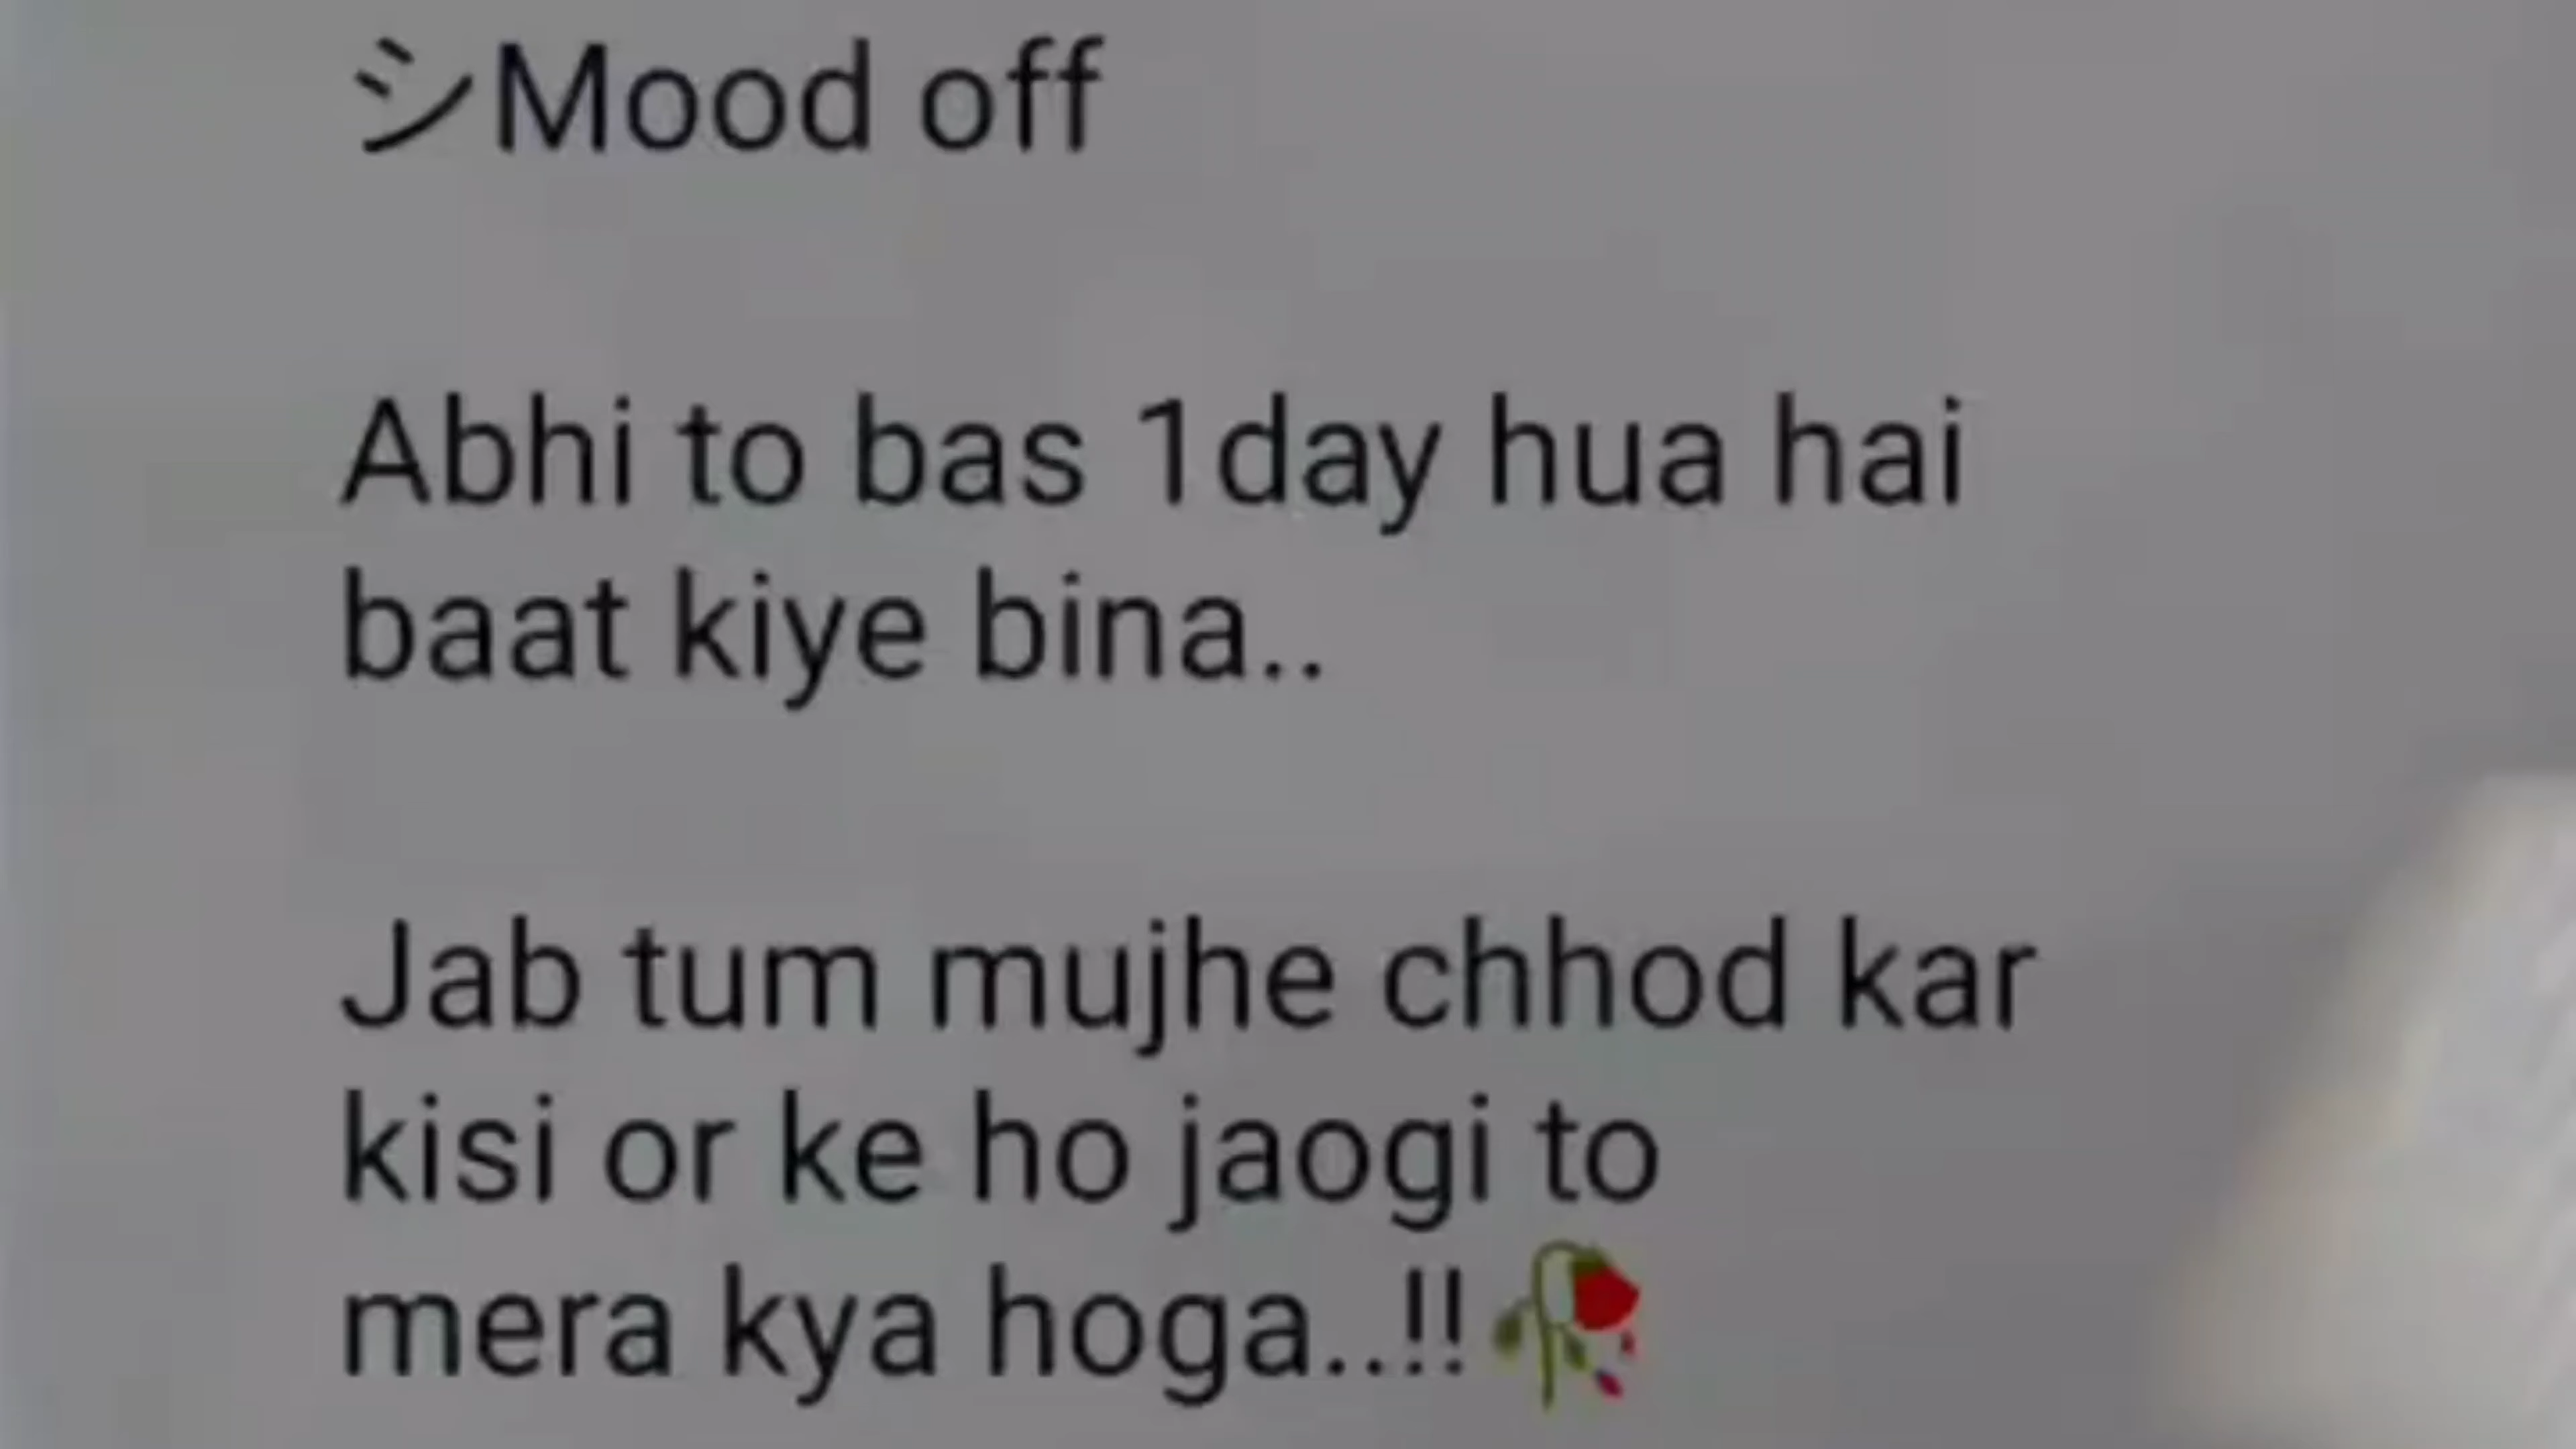 シMood off
Abhi to bas 1day hua hai
baat kiye bina..
Jab tum mujhe chhod kar
kisi or ke ho jaogi to
mera kya hoga..!!🥀